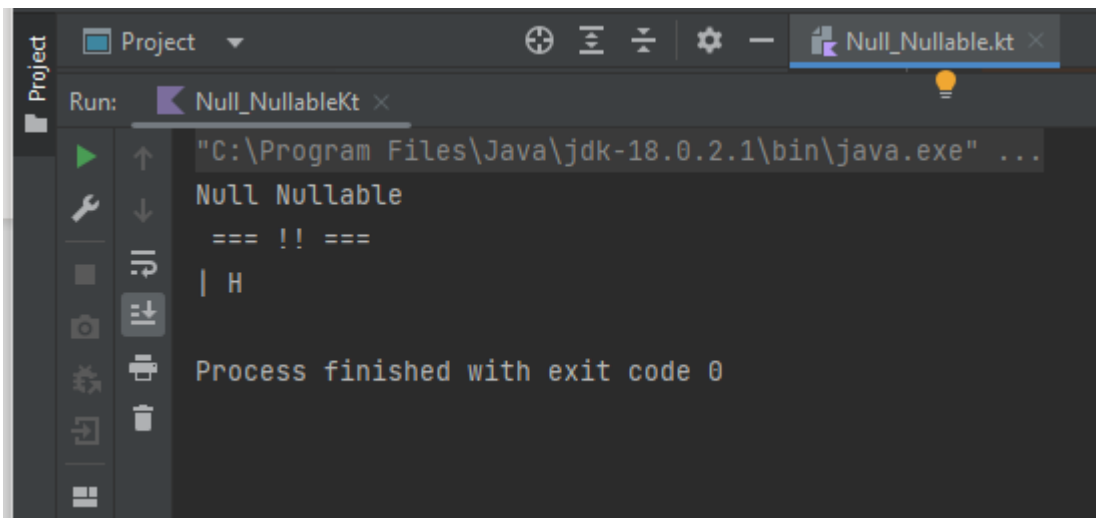 Project
Project
Null_Nullable.kt
Run:
Null_NullableKt
"C:\Program Files\Java\jdk-18.0.2.1\bin\java.exe" ...
Null Nullable
=== !! ===
| H
Process finished with exit code 0